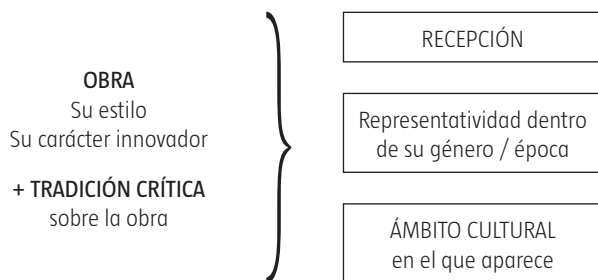 OBRA
Su estilo
Su carácter innovador
+ TRADICIÓN CRÍTICA
sobre la obra
RECEPCIÓN
Representatividad dentro
de su género / época
ÁMBITO CULTURAL
en el que aparece